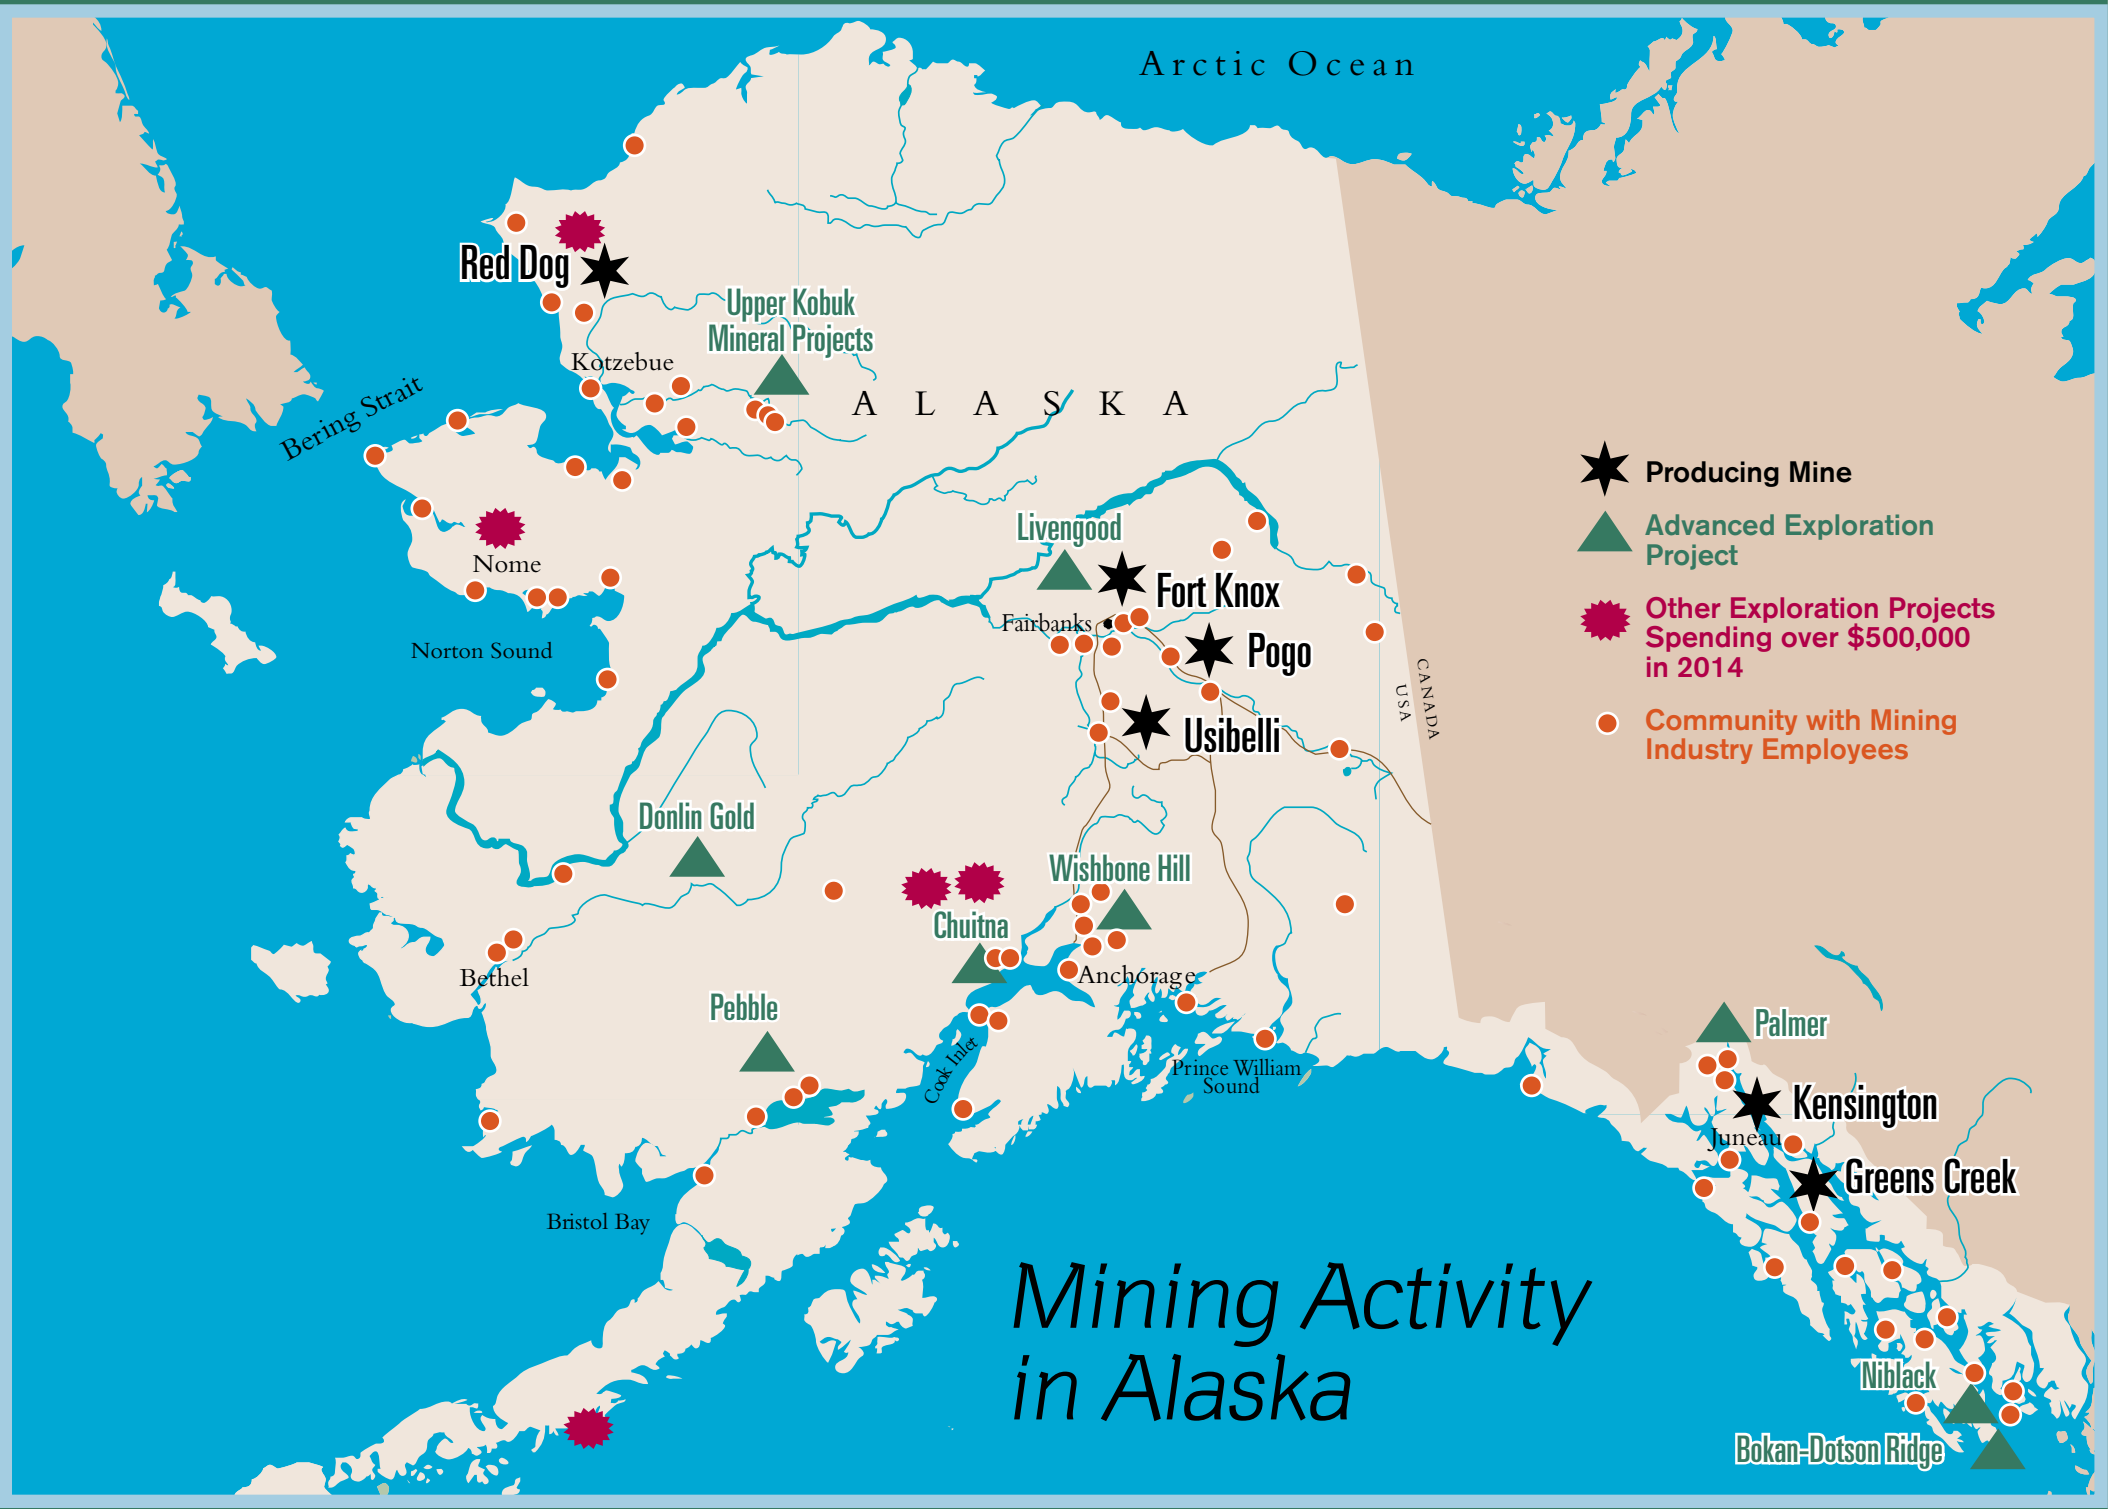 Arctic Ocean
Red Dog
Upper Kobuk
Mineral Projects
Kotzebue
Bering Strait
ALASKA
Nome
Norton Sound
Livengood
Fort Knox
Fairbanks
Pogo
Usibelli
CANADA
USA
Producing Mine
Advanced Exploration
Project
Other Exploration Projects
Spending over $500,000
in 2014
Community with Mining
Industry Employees
Donlin Gold
Wishbone Hill
Chuitna
Bethel
Anchorage
Pebble
Cook Inlet
Prince William
Sound
Palmer
Kensington
Juneau
Greens Creek
Bristol Bay
Mining Activity
in Alaska
Niblack
Bokan-Dotson Ridge